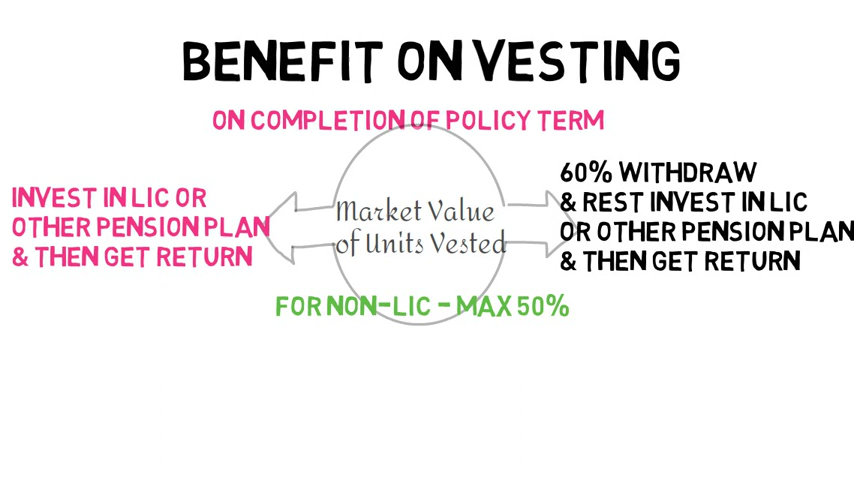 BENEFIT ON VESTING
ON COMPLETION OF POLICY TERM
INVEST IN LIC OR
OTHER PENSION PLAN
& THEN GET RETURN
Market Value
of Units Vested
60% WITHDRAW
& REST INVEST IN LIC
OR OTHER PENSION PLAN
& THEN GET RETURN
FOR NON-LIC - MAX 50%